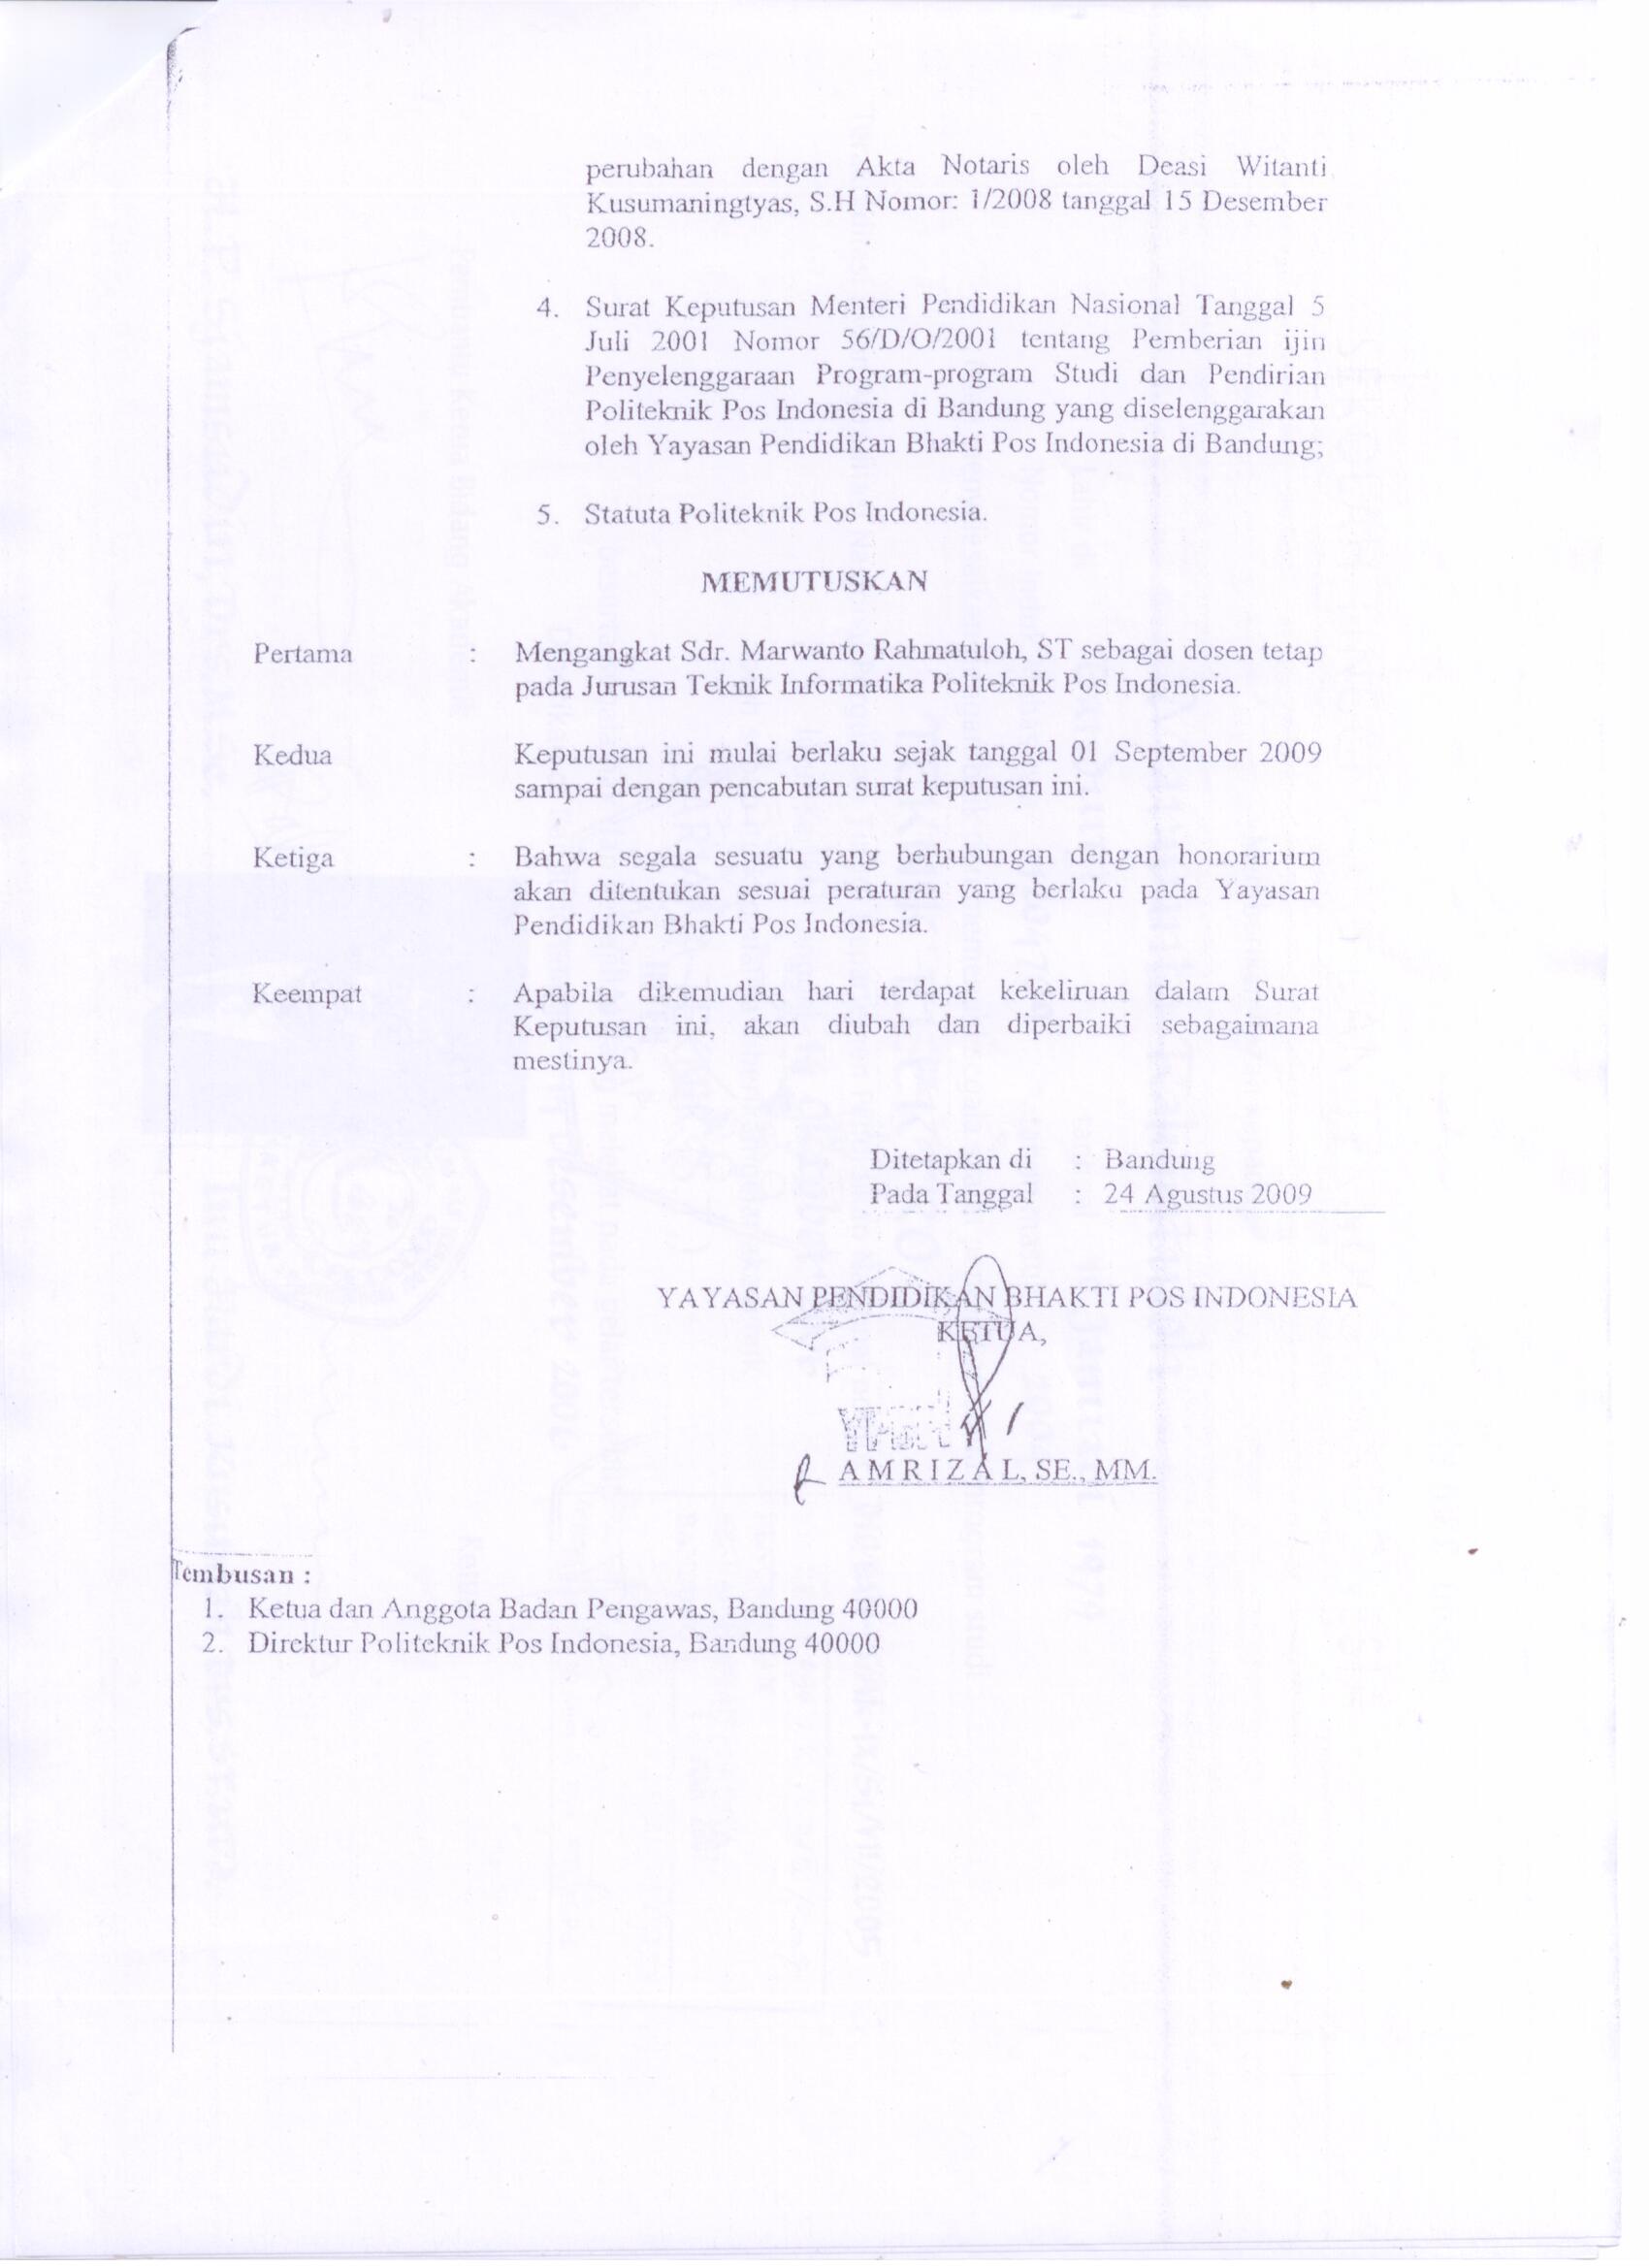 perubahan dengan Akta Notaris oleh Deasi Witanti
Kusumaningtyas, S.H Nomor: 1/2008 tanggal 15 Desember
2008.
4. Surat Keputusan Menteri Pendidikan Nasional Tanggal 5
Juli 2001 Nomor 56/D/O/2001 tentang Pemberian ijin
Penyelenggaraan Program-program Studi dan Pendirian
Politeknik Pos Indonesia di Bandung yang diselenggarakan
oleh Yayasan Pendidikan Bhakti Pos Indonesia di Bandung;
5. Statuta Politeknik Pos Indonesia.
MEMUTUSKAN
Pertama : Mengangkat Sdr. Marwanto Rahmatuloh, ST sebagai dosen tetap
pada Jurusan Teknik Informatika Politeknik Pos Indonesia.
Kedua Keputusan ini mulai berlaku sejak tanggal 01 September 2009
sampai dengan pencabutan surat keputusan ini.
Ketiga : Bahwa segala sesuatu yang berhubungan dengan honorarium
akan ditentukan sesuai peraturan yang berlaku pada Yayasan
Pendidikan Bhakti Pos Indonesia.
Keempat : Apabila dikemudian hari terdapat kekeliruan dalam Surat
Keputusan ini, akan diubah dan diperbaiki sebagaimana
mestinya.
Ditetapkan di : Bandung
Pada Tanggal : 24 Agustus 2009
YAYASAN PENDIDIKAN BHAKTI POS INDONESIA
KETUA,
A M R I Z A L, SE., MM.
Tembusan :
1. Ketua dan Anggota Badan Pengawas, Bandung 40000
2. Direktur Politeknik Pos Indonesia, Bandung 40000